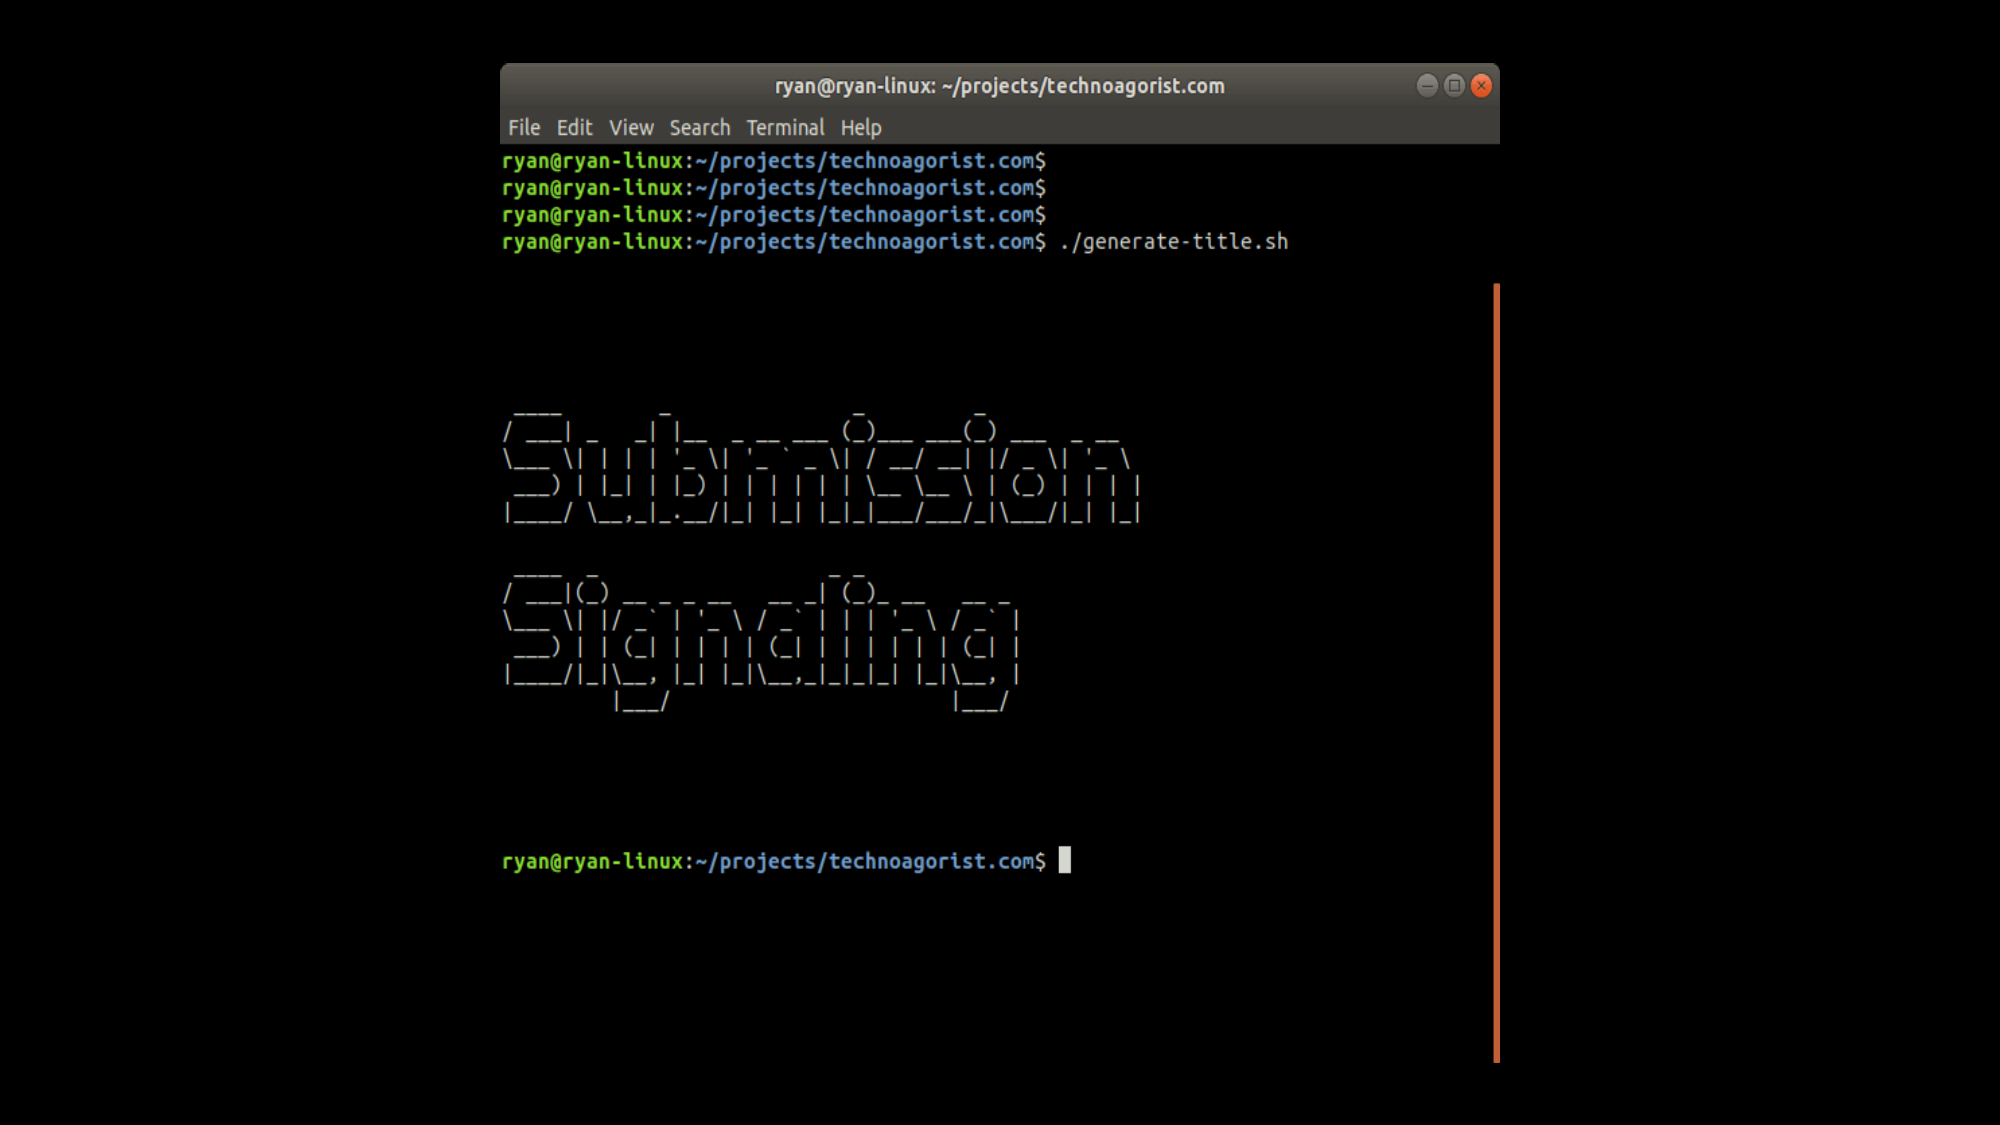 ryan@ryan-linux: ~/projects/technoagorist.com
File Edit View Search Terminal Help
ryan@ryan-linux:~/projects/technoagorist.com$
ryan@ryan-linux:~/projects/technoagorist.com$
ryan@ryan-linux:~/projects/technoagorist.com$
ryan@ryan-linux:~/projects/technoagorist.com$ ./generate-title.sh
Submission
Signaling
ryan@ryan-linux:~/projects/technoagorist.com$